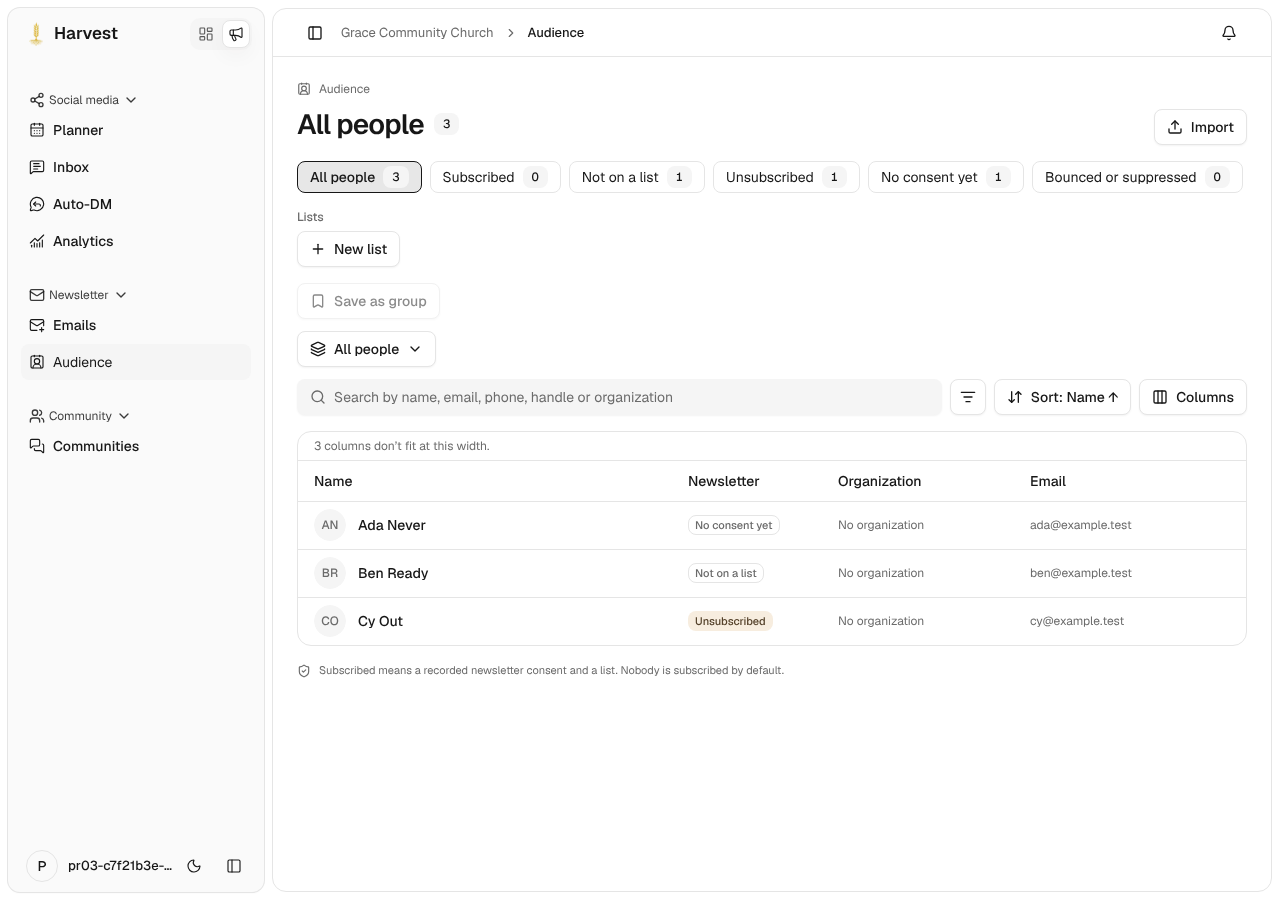 Harvest
Grace Community Church > Audience
Social media
Planner
Inbox
Auto-DM
Analytics
Newsletter
Emails
Audience
Community
Communities
P pr03-c7f21b3e-...
Audience
All people 3
Import
All people 3 Subscribed 0 Not on a list 1 Unsubscribed 1 No consent yet 1 Bounced or suppressed 0
Lists
+ New list
Save as group
All people
Search by name, email, phone, handle or organization Sort: Name ↑ Columns
3 columns don't fit at this width.
Name Newsletter Organization Email
AN Ada Never No consent yet No organization ada@example.test
BR Ben Ready Not on a list No organization ben@example.test
CO Cy Out Unsubscribed No organization cy@example.test
Subscribed means a recorded newsletter consent and a list. Nobody is subscribed by default.